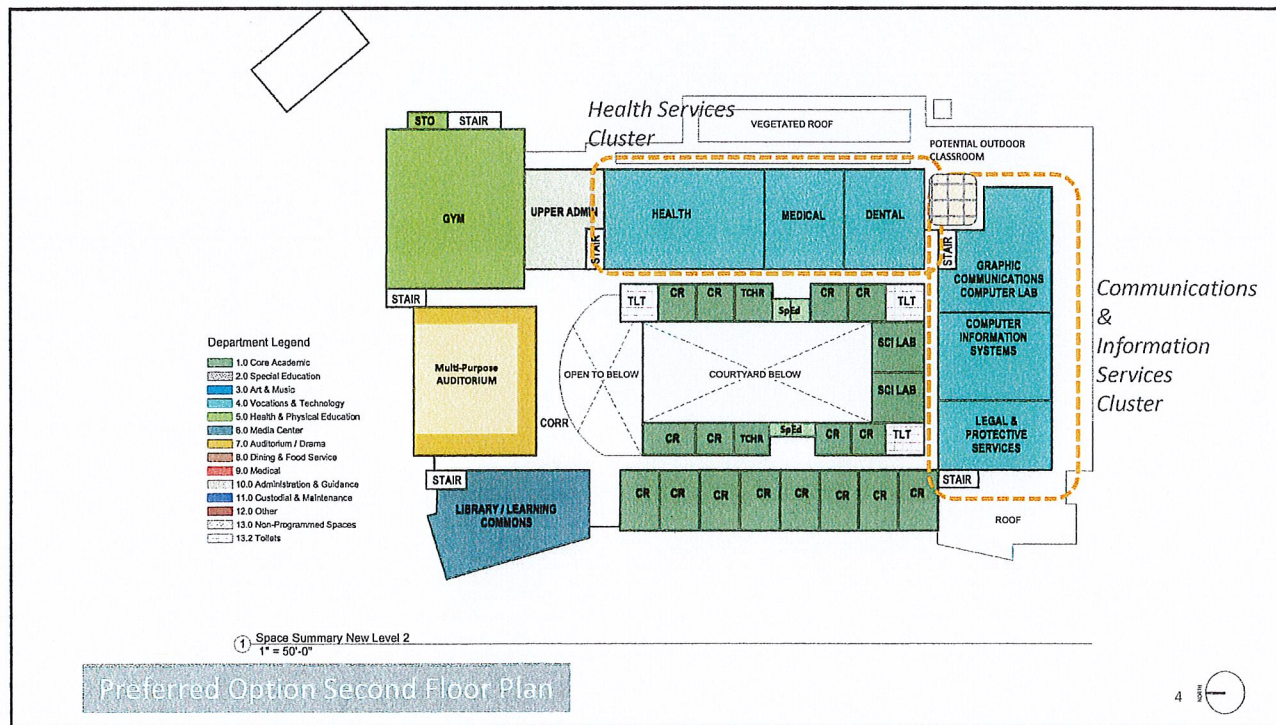 Health Services
Cluster
STO
STAIR
VEGETATED ROOF
POTENTIAL OUTDOOR
CLASSROOM
GYM
UPPER ADMIN
STAIR
HEALTH
MEDICAL
DENTAL
STAIR
GRAPHIC
COMMUNICATIONS
COMPUTER LAB
Communications
&
Information
Services
Cluster
STAIR
TLT
CR
CR
TCHR
SpEd
CR
CR
TLT
COMPUTER
INFORMATION
SYSTEMS
SCI LAB
SCI LAB
Multi-Purpose
AUDITORIUM
OPEN TO BELOW
COURTYARD BELOW
CORR
CR
CR
TCHR
SpEd
CR
CR
TLT
LEGAL &
PROTECTIVE
SERVICES
STAIR
STAIR
LIBRARY / LEARNING
COMMONS
CR
CR
CR
CR
CR
CR
CR
CR
ROOF
Department Legend
1.0 Core Academic
2.0 Special Education
3.0 Art & Music
4.0 Vocations & Technology
5.0 Health & Physical Education
6.0 Media Center
7.0 Auditorium / Drama
8.0 Dining & Food Service
9.0 Medical
10.0 Administration & Guidance
11.0 Custodial & Maintenance
12.0 Other
13.0 Non-Programmed Spaces
13.2 Toilets
1 Space Summary New Level 2
1" = 50'-0"
Preferred Option Second Floor Plan
4
NORTH